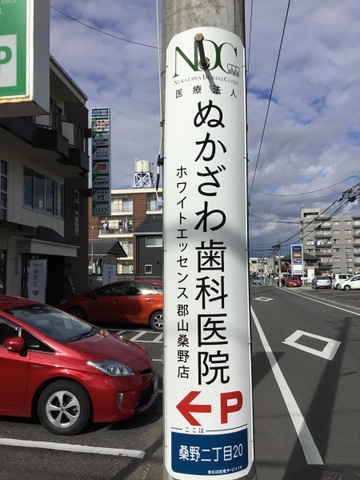 NDC
NUKAZAWA DENTAL CLINIC
医療法人
ぬかざわ歯科医院
ホワイトエッセンス郡山桑野店
←P
ここは
桑野二丁目20
P